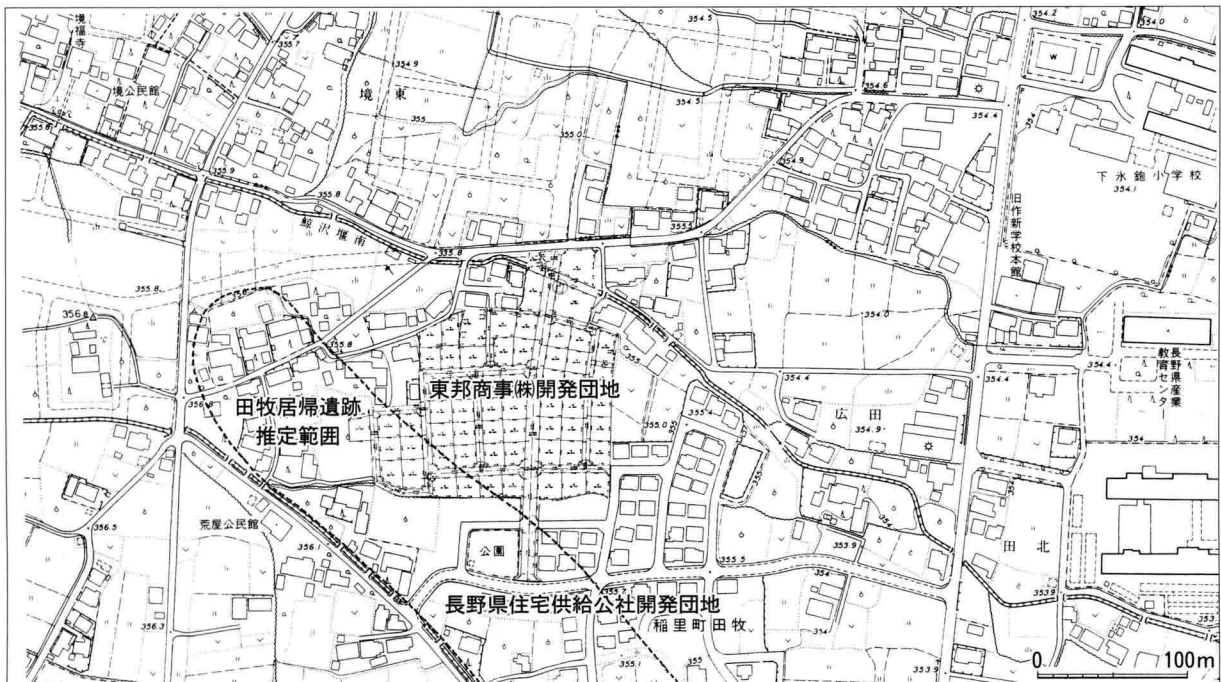 境福寺
境公民館
境東
鯨沢堰南
下氷鉋小学校
354.1
旧作新学校本館
長野県産業
教育センタ
東邦商事㈱開発団地
田牧居帰遺跡
推定範囲
広田
354.9
荒屋公民館
公園
田北
長野県住宅供給公社開発団地
稲里町田牧
354.5
354.2
354.0
355.7
354.9
354.5
354.6
355.8
355
355.0
354.4
355.9
355.8
354.9
355.5
355.8
355.8
356.8
355.8
354.0
355
354.4
354.4
354.4
355.4
355.0
354
356.5
356.1
353.9
355.5
354
353.9
356.3
355.1
355
354
353.9
0 100m